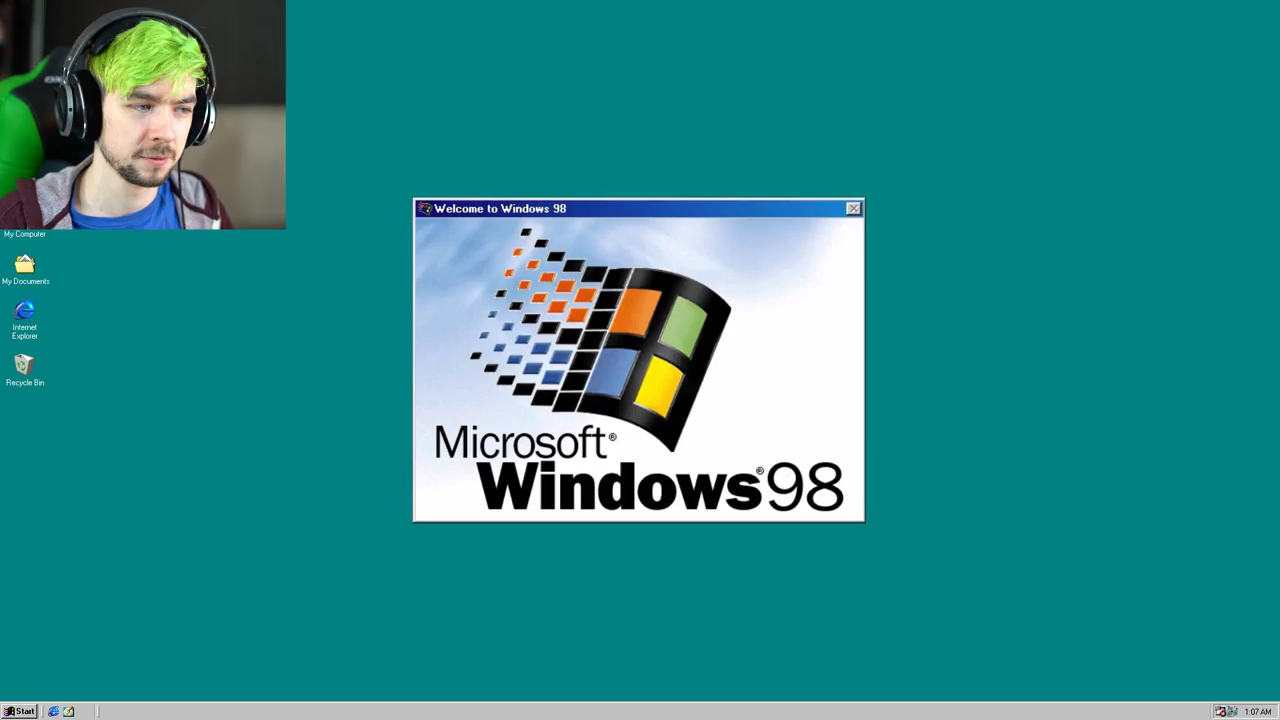 Welcome to Windows 98
My Computer
My Documents
Internet
Explorer
Recycle Bin
Microsoft®
Windows®98
Start
1:07 AM